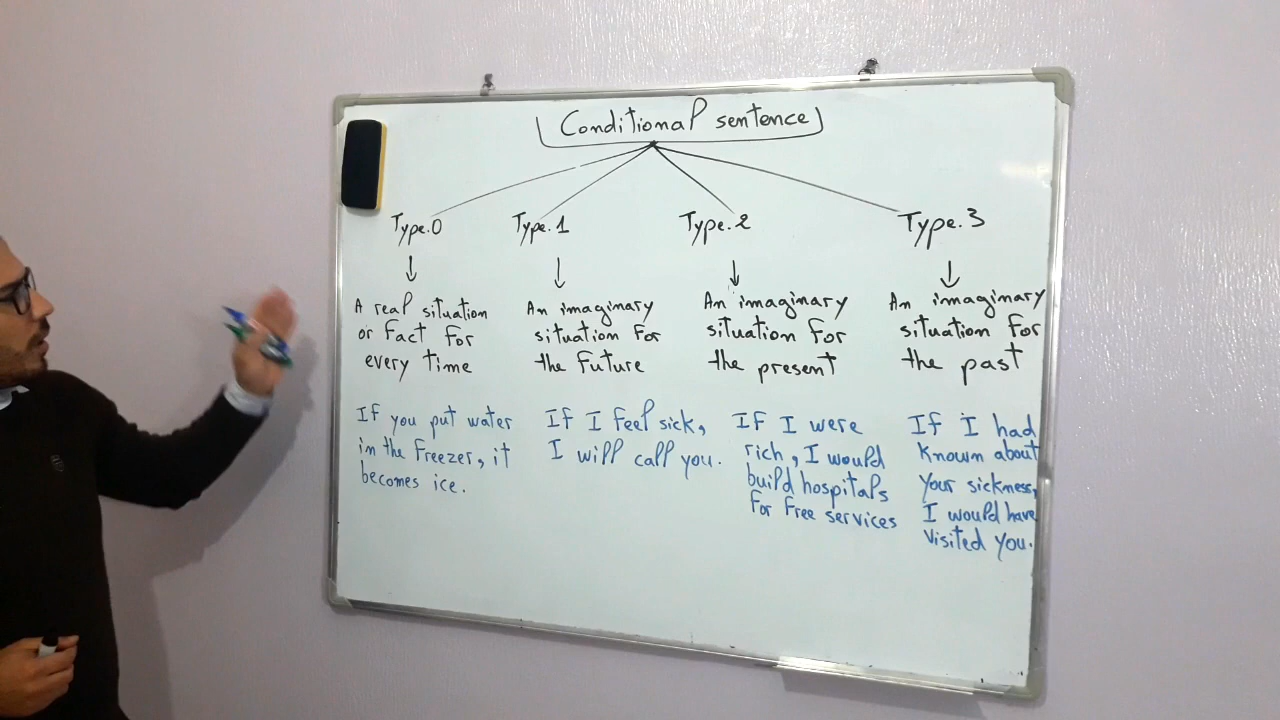 Conditional sentence
Type.0
Type.1
Type.2
Type.3
A real situation
or fact for
every time
An imaginary
situation for
the future
An imaginary
situation for
the present
An imaginary
situation for
the past
If you put water
in the freezer, it
becomes ice.
If I feel sick,
I will call you.
If I were
rich, I would
build hospitals
for free services
If I had
known about
your sickness,
I would have
visited you.